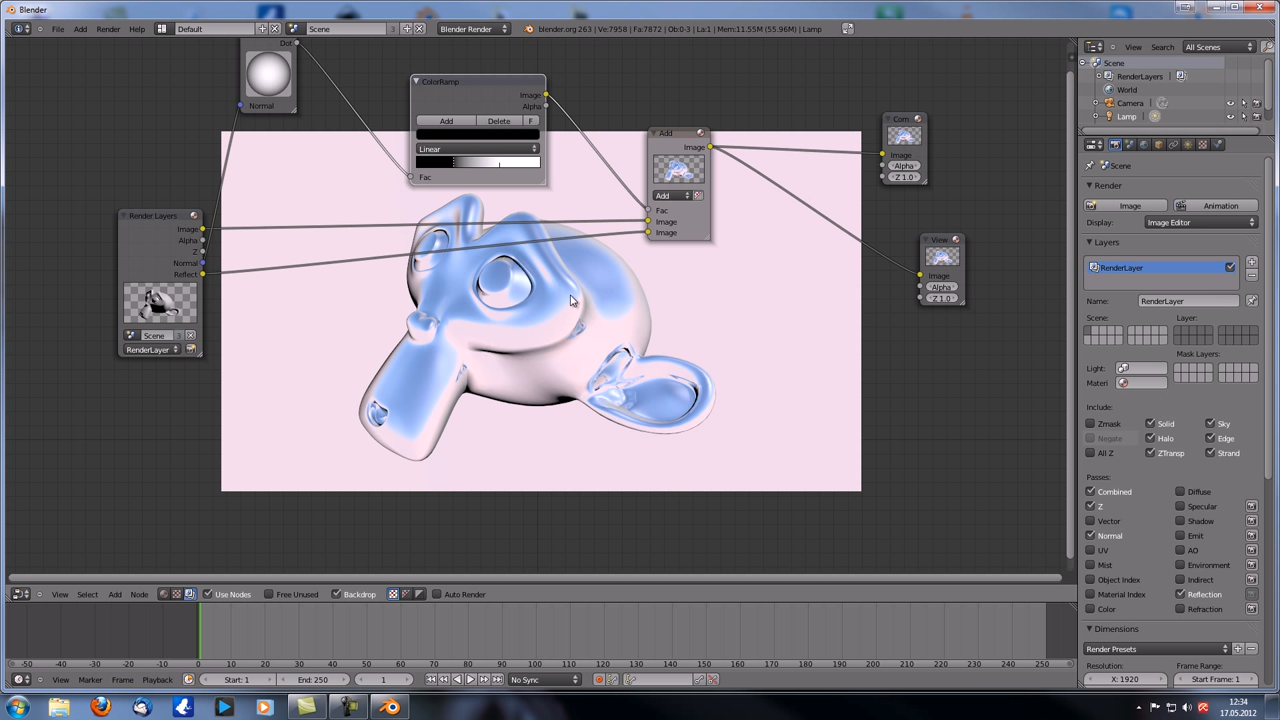 Blender
File Add Render Help Default Scene 3 Blender Render blender.org 263 | Ve:7958 | Fa:7872 | Ob:0-3 | La:1 | Mem:11.55M (55.96M) | Lamp
Dot
Normal
ColorRamp
Image
Alpha
Add Delete F
Linear
Fac
Add
Image
Add
Fac
Image
Image
Com
Image
Alpha
Z 1.0
View
Image
Alpha
Z 1.0
Render Layers
Image
Alpha
Z
Normal
Reflect
Scene 3
RenderLayer
View Select Add Node Use Nodes Free Unused Backdrop Auto Render
-50 -40 -30 -20 -10 0 10 20 30 40 50 60 70 80 90 100 110 120 130 140 150 160 170 180 190 200 210 220 230 240 250
View Marker Frame Playback Start: 1 End: 250 1 No Sync
View Search All Scenes
Scene
RenderLayers
World
Camera
Lamp
Scene
Render
Image Animation
Display: Image Editor
Layers
RenderLayer
Name: RenderLayer
Scene: Layer:
Mask Layers:
Light:
Materi
Include:
Zmask Solid Sky
Negate Halo Edge
All Z ZTransp Strand
Passes:
Combined Diffuse
Z Specular
Vector Shadow
Normal Emit
UV AO
Mist Environment
Object Index Indirect
Material Index Reflection
Color Refraction
Dimensions
Render Presets
Resolution: Frame Range:
X: 1920 Start Frame: 1
12:34
17.05.2012